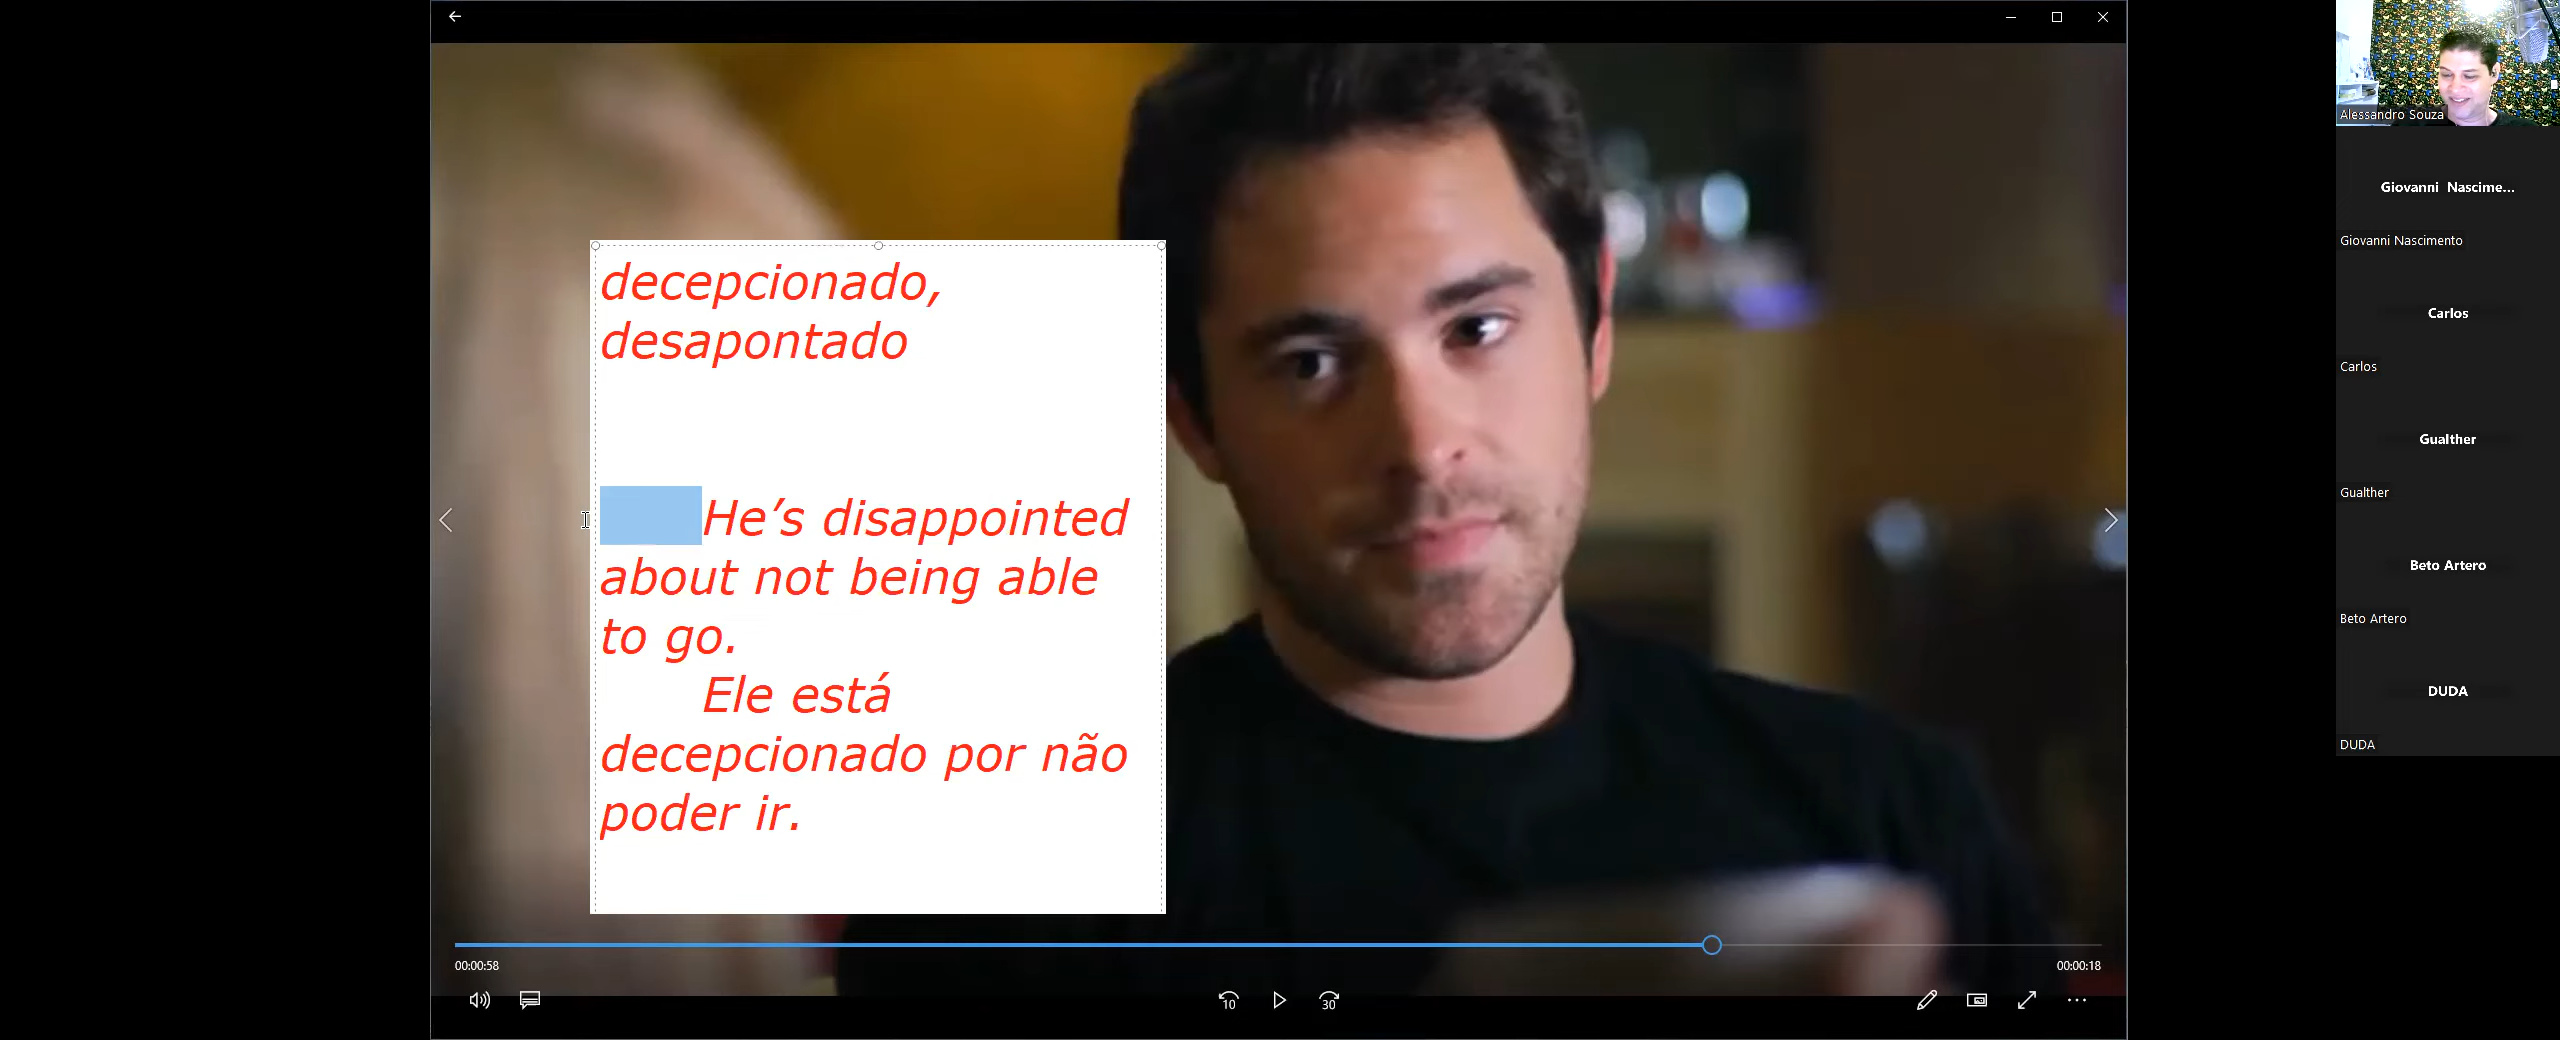 decepcionado,
desapontado
He’s disappointed
about not being able
to go.
Ele está
decepcionado por não
poder ir.
00:00:58
00:00:18
10
30
Alessandro Souza
Giovanni Nascime...
Giovanni Nascimento
Carlos
Carlos
Gualther
Gualther
Beto Artero
Beto Artero
DUDA
DUDA